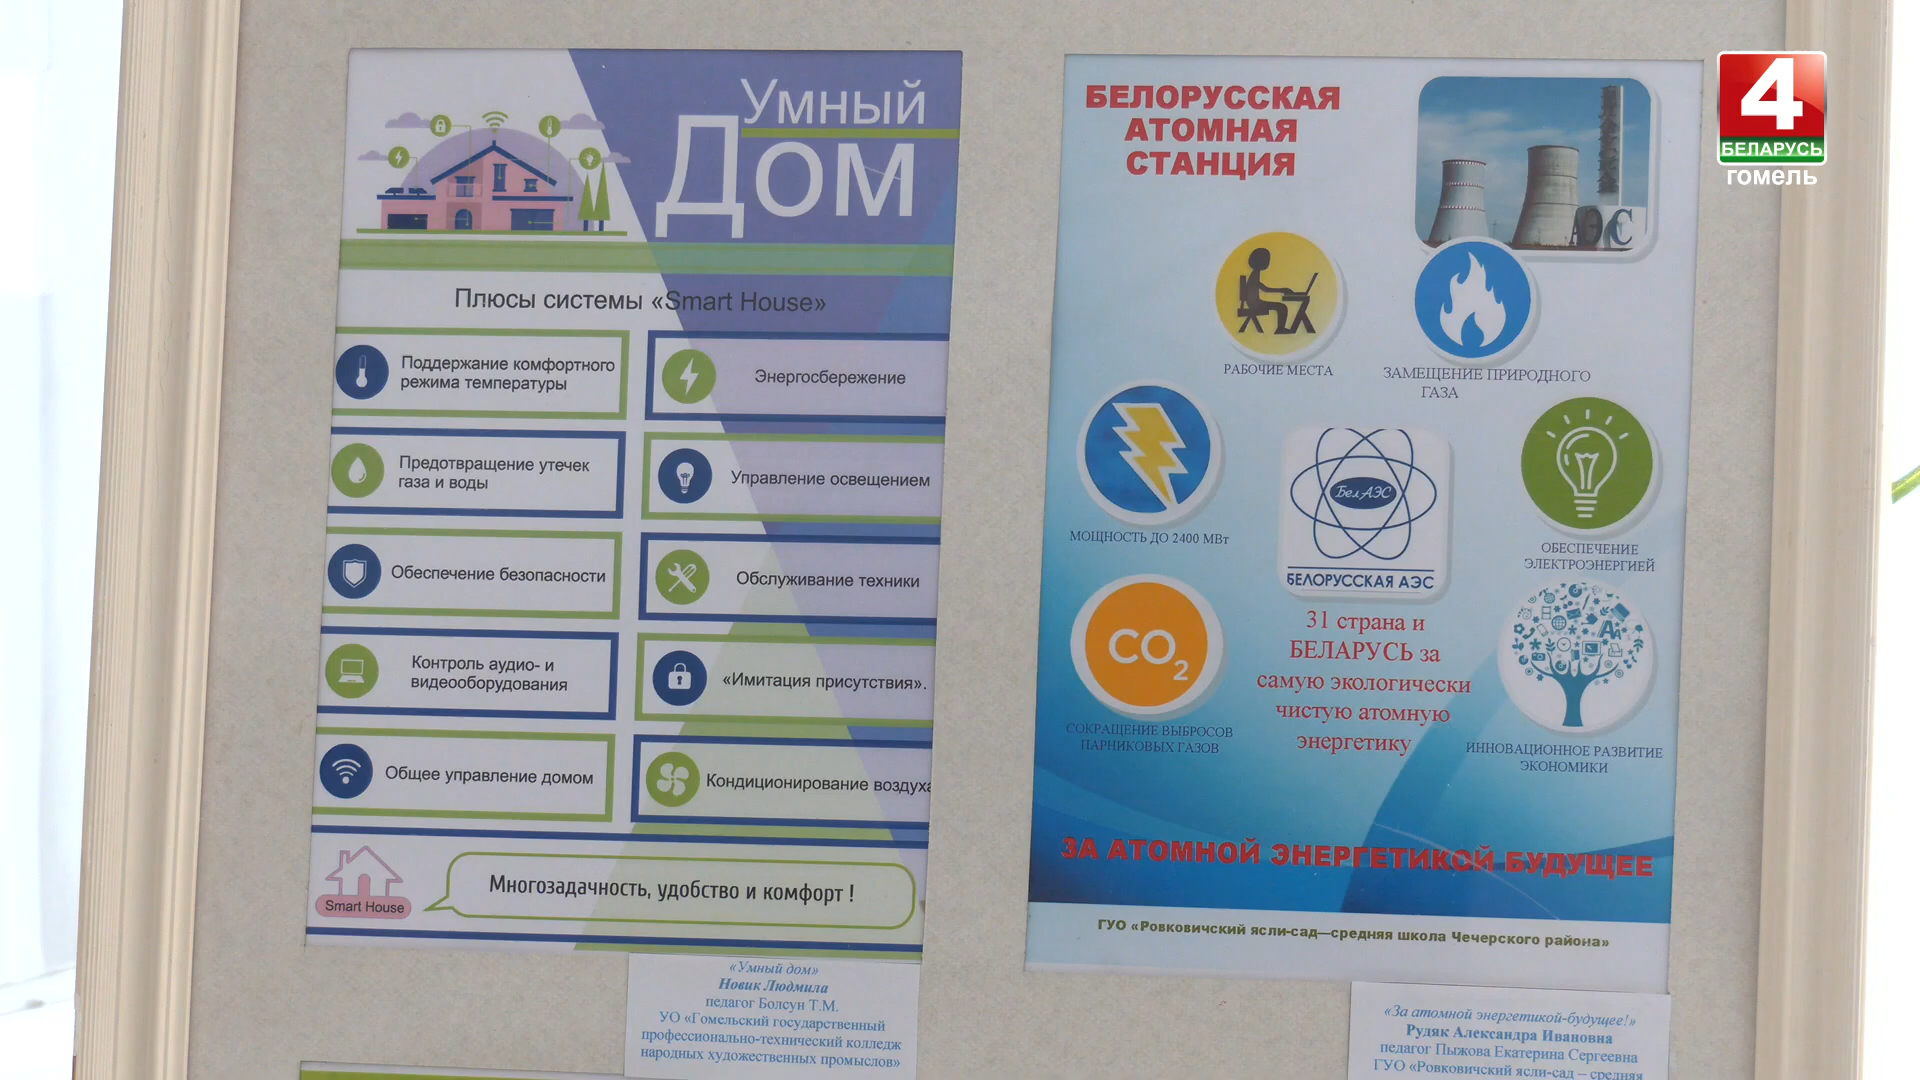 Умный
Дом
Плюсы системы «Smart House»
Поддержание комфортного
режима температуры
Энергосбережение
Предотвращение утечек
газа и воды
Управление освещением
Обеспечение безопасности
Обслуживание техники
Контроль аудио- и
видеооборудования
«Имитация присутствия».
Общее управление домом
Кондиционирование воздуха
Smart House
Многозадачность, удобство и комфорт !
«Умный дом»
Новик Людмила
педагог Болсун Т.М.
УО «Гомельский государственный
профессионально-технический колледж
народных художественных промыслов»
БЕЛОРУССКАЯ
АТОМНАЯ
СТАНЦИЯ
АЭС
РАБОЧИЕ МЕСТА
ЗАМЕЩЕНИЕ ПРИРОДНОГО
ГАЗА
МОЩНОСТЬ ДО 2400 МВт
БелАЭС
БЕЛОРУССКАЯ АЭС
ОБЕСПЕЧЕНИЕ
ЭЛЕКТРОЭНЕРГИЕЙ
CO2
СОКРАЩЕНИЕ ВЫБРОСОВ
ПАРНИКОВЫХ ГАЗОВ
31 страна и
БЕЛАРУСЬ за
самую экологически
чистую атомную
энергетику
ИННОВАЦИОННОЕ РАЗВИТИЕ
ЭКОНОМИКИ
ЗА АТОМНОЙ ЭНЕРГЕТИКОЙ БУДУЩЕЕ
ГУО «Ровковичский ясли-сад—средняя школа Чечерского района»
«За атомной энергетикой-будущее!»
Рудяк Александра Ивановна
педагог Пыжова Екатерина Сергеевна
ГУО «Ровковичский ясли-сад – средняя
4
БЕЛАРУСЬ
гомель